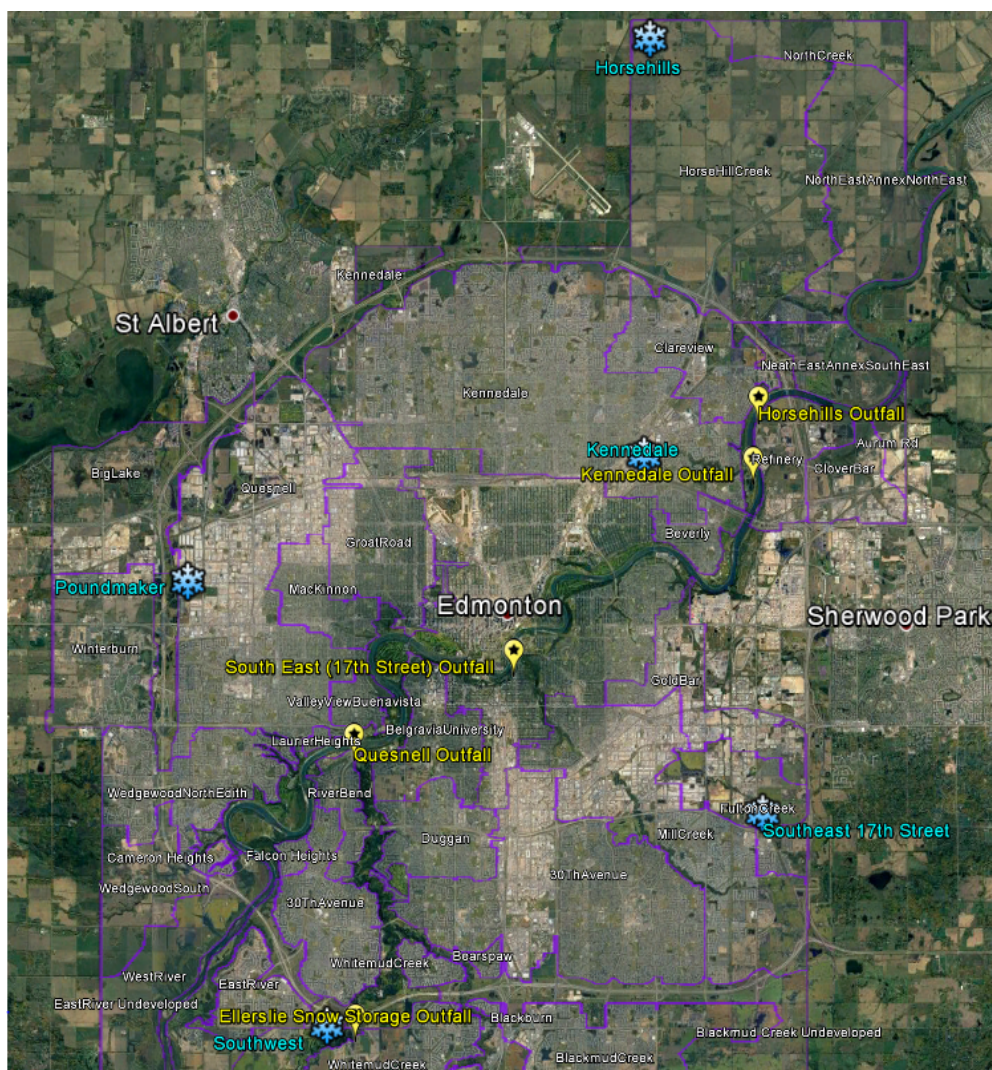 Horsehills
NorthCreek
HorseHillCreek
NorthEastAnnexNorthEast
Kennedale
St Albert
Clareview
NeathEastAnnexSouthEast
Kennedale
Horsehills Outfall
Aurum Rd
Kennedale
Refinery
CloverBar
BigLake
Kennedale Outfall
Quesnell
Beverly
GroatRoad
Poundmaker
MacKinnon
Edmonton
Sherwood Park
Winterburn
South East (17th Street) Outfall
GoldBar
ValleyViewBuenavista
BelgraviaUniversity
LaurierHeights
Quesnell Outfall
WedgewoodNorthEdith
RiverBend
FultonCreek
Duggan
MillCreek
Southeast 17th Street
Cameron Heights
Falcon Heights
30ThAvenue
WedgewoodSouth
30ThAvenue
Bearspaw
WhitemudCreek
WestRiver
EastRiver
EastRiver Undeveloped
Ellerslie Snow Storage Outfall
Blackburn
Blackmud Creek Undeveloped
Southwest
BlackmudCreek
WhitemudCreek